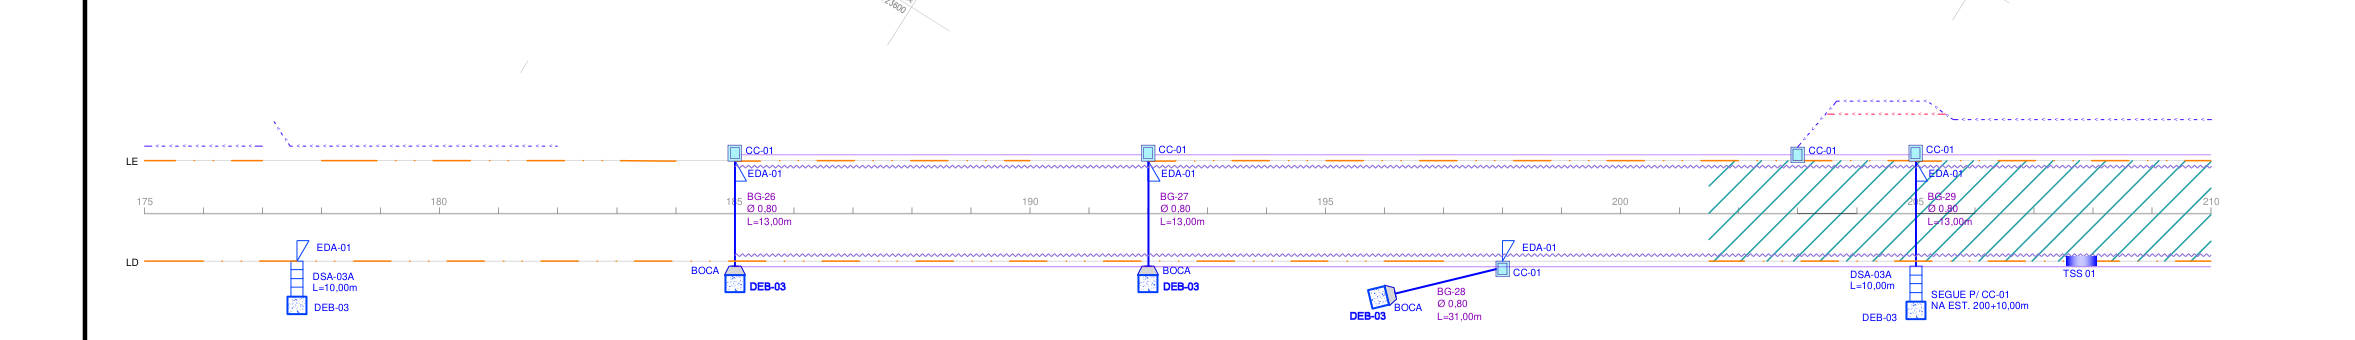 23600
CC-01
CC-01
CC-01
CC-01
LE
EDA-01
EDA-01
EDA-01
175
180
185
190
195
200
205
210
BG-26
Ø 0,80
L=13,00m
BG-27
Ø 0,80
L=13,00m
BG-29
Ø 0,80
L=13,00m
EDA-01
EDA-01
LD
DSA-03A
L=10,00m
DEB-03
BOCA
DEB-03
BOCA
DEB-03
CC-01
BG-28
Ø 0,80
L=31,00m
BOCA
DEB-03
DSA-03A
L=10,00m
SEGUE P/ CC-01
NA EST. 200+10,00m
DEB-03
TSS 01